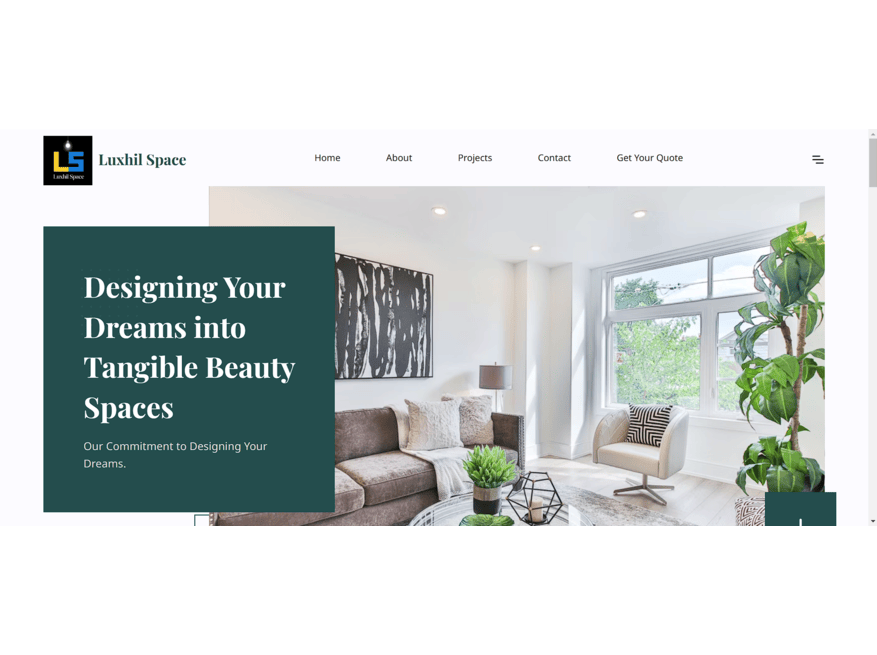 LS
Luxhil Space
Luxhil Space
Home
About
Projects
Contact
Get Your Quote
Designing Your
Dreams into
Tangible Beauty
Spaces
Our Commitment to Designing Your
Dreams.